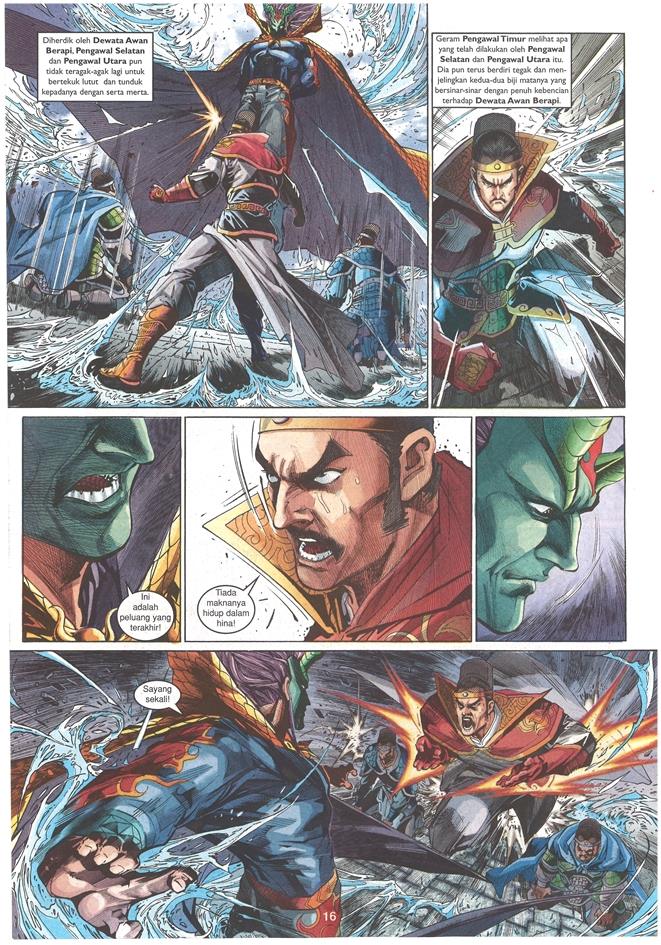 Diherdik oleh Dewata Awan
Berapi, Pengawal Selatan
dan Pengawal Utara pun
tidak teragak-agak lagi untuk
bertekuk lutut dan tunduk
kepadanya dengan serta merta.
Geram Pengawal Timur melihat apa
yang telah dilakukan oleh Pengawal
Selatan dan Pengawal Utara itu.
Dia pun terus berdiri tegak dan men-
jelingkan kedua-dua biji matanya yang
bersinar-sinar dengan penuh kebencian
terhadap Dewata Awan Berapi.
Ini
adalah
peluang yang
terakhir!
Tiada
maknanya
hidup dalam
hina!
Sayang
sekali!
16